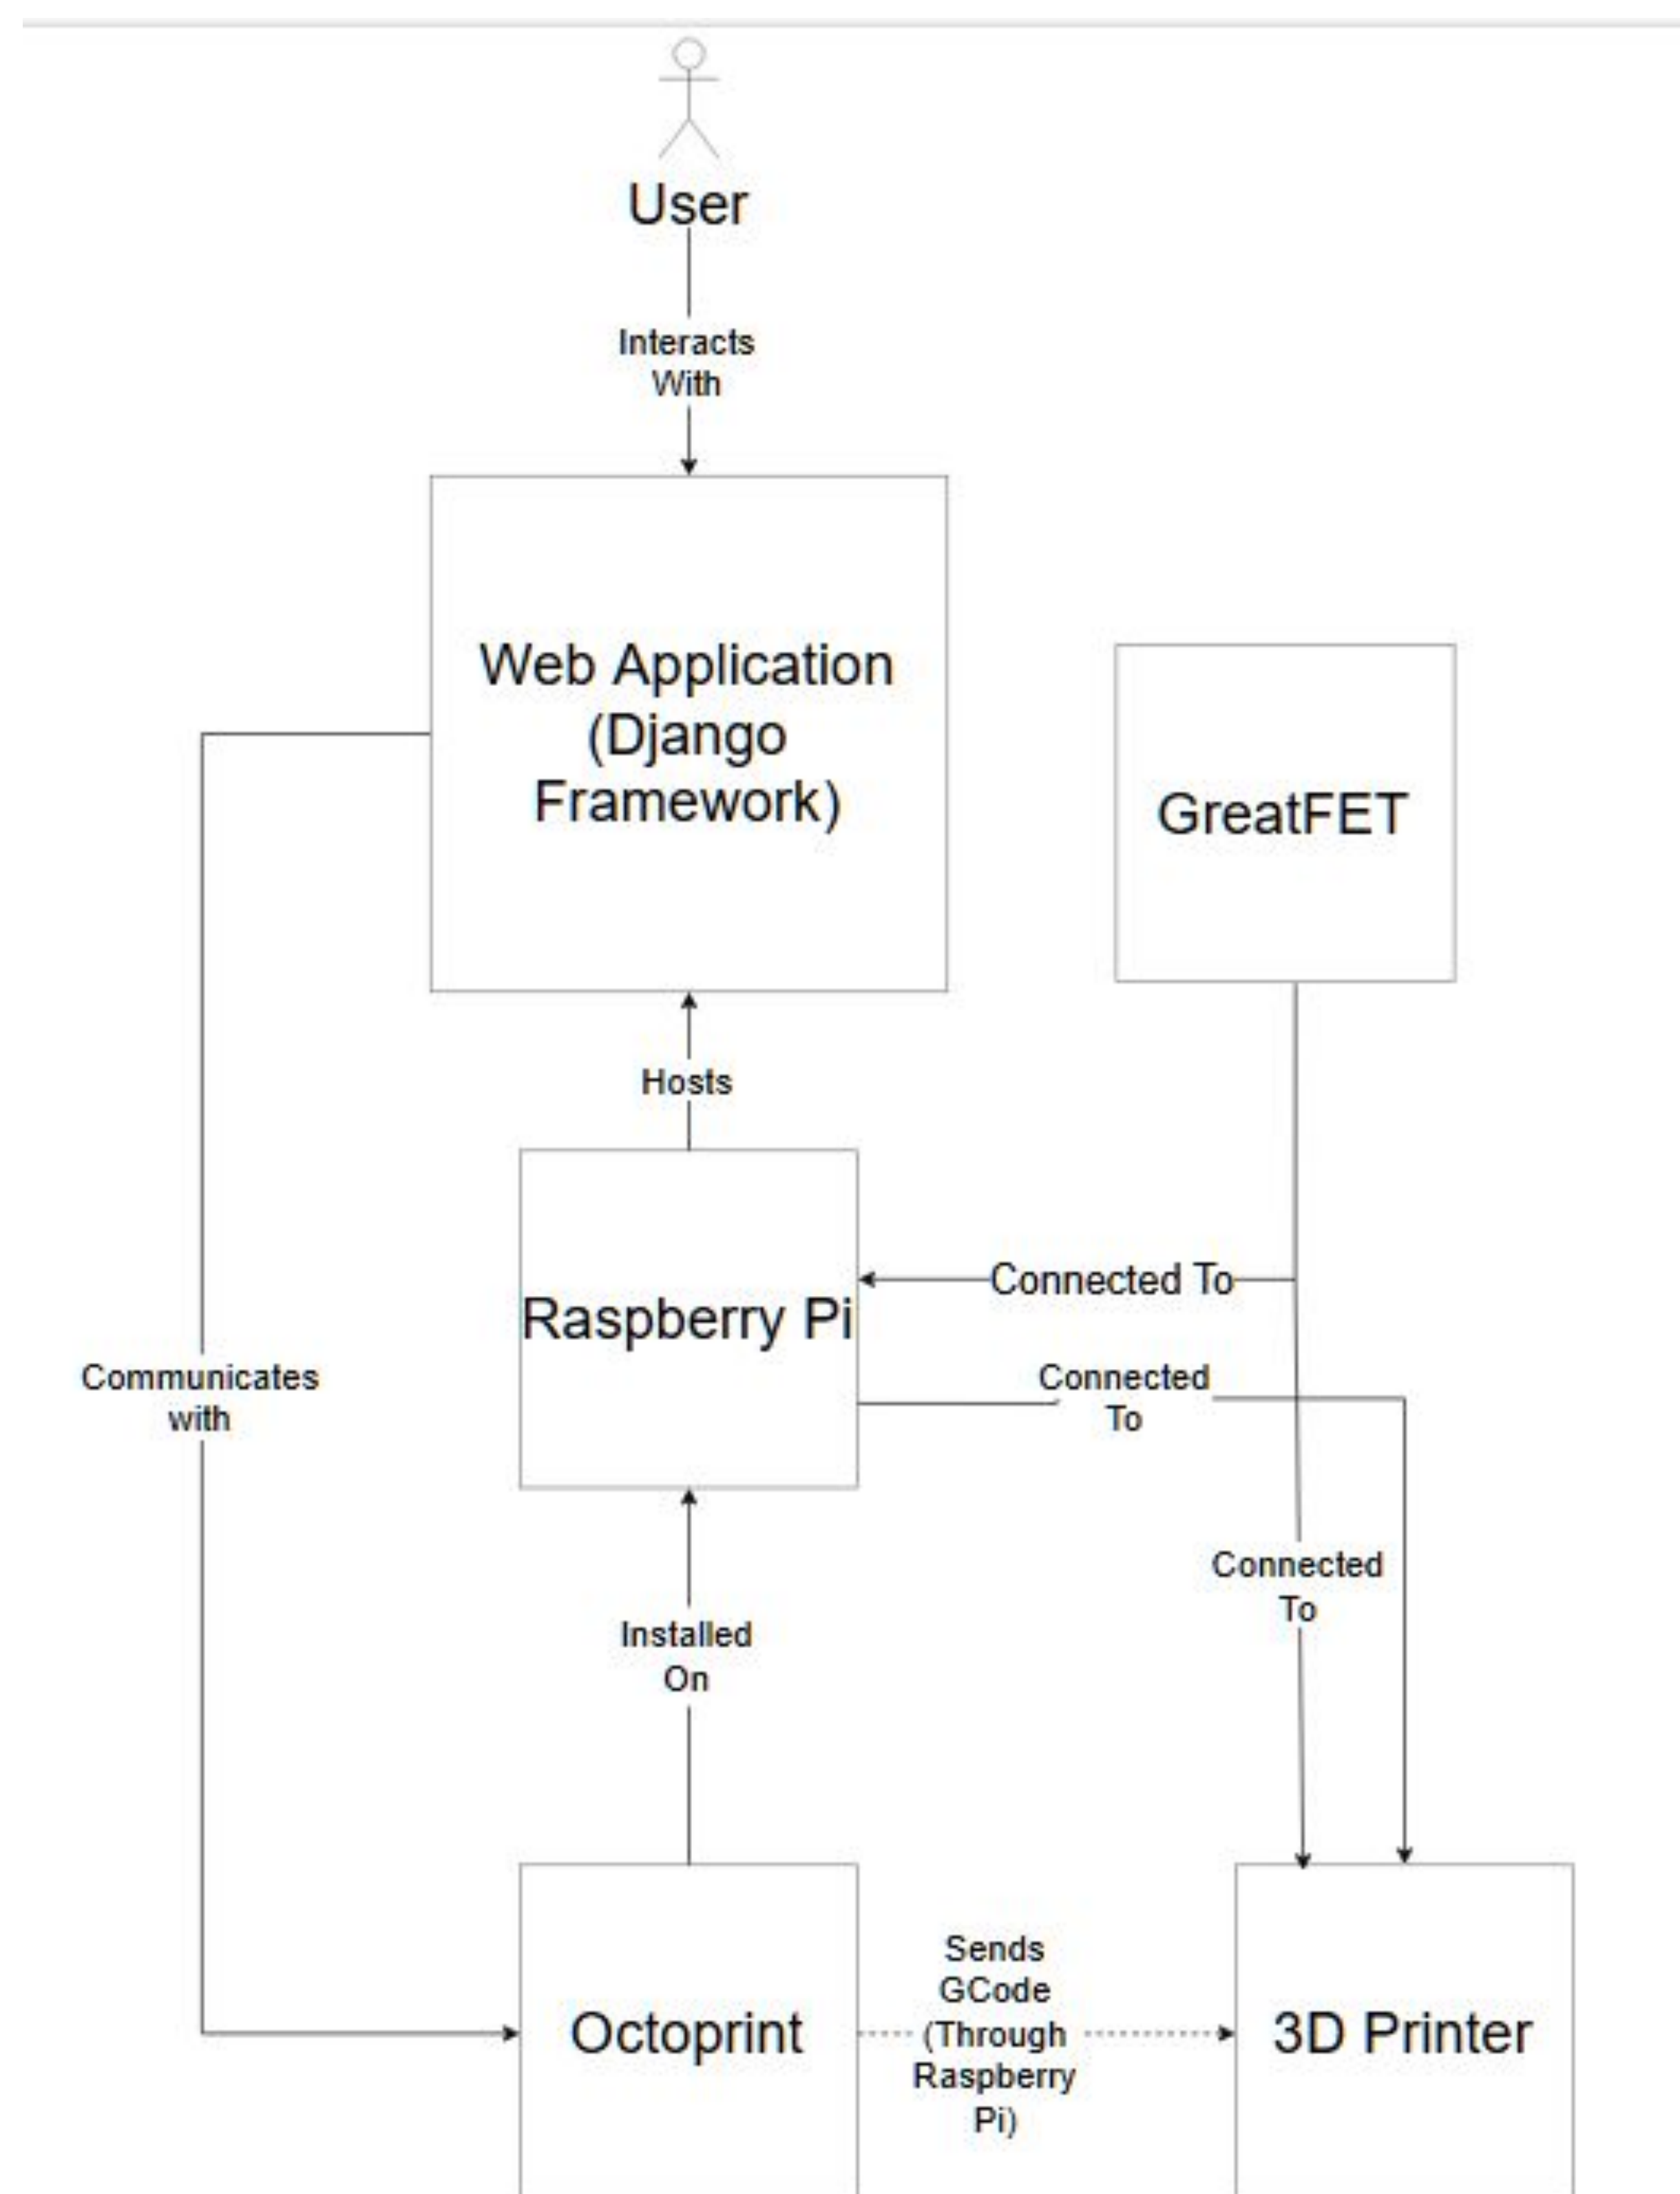 User
Interacts
With
Web Application
(Django
Framework)
GreatFET
Hosts
Connected To
Raspberry Pi
Connected
To
Communicates
with
Connected
To
Installed
On
Sends
GCode
(Through
Raspberry
Pi)
Octoprint
3D Printer